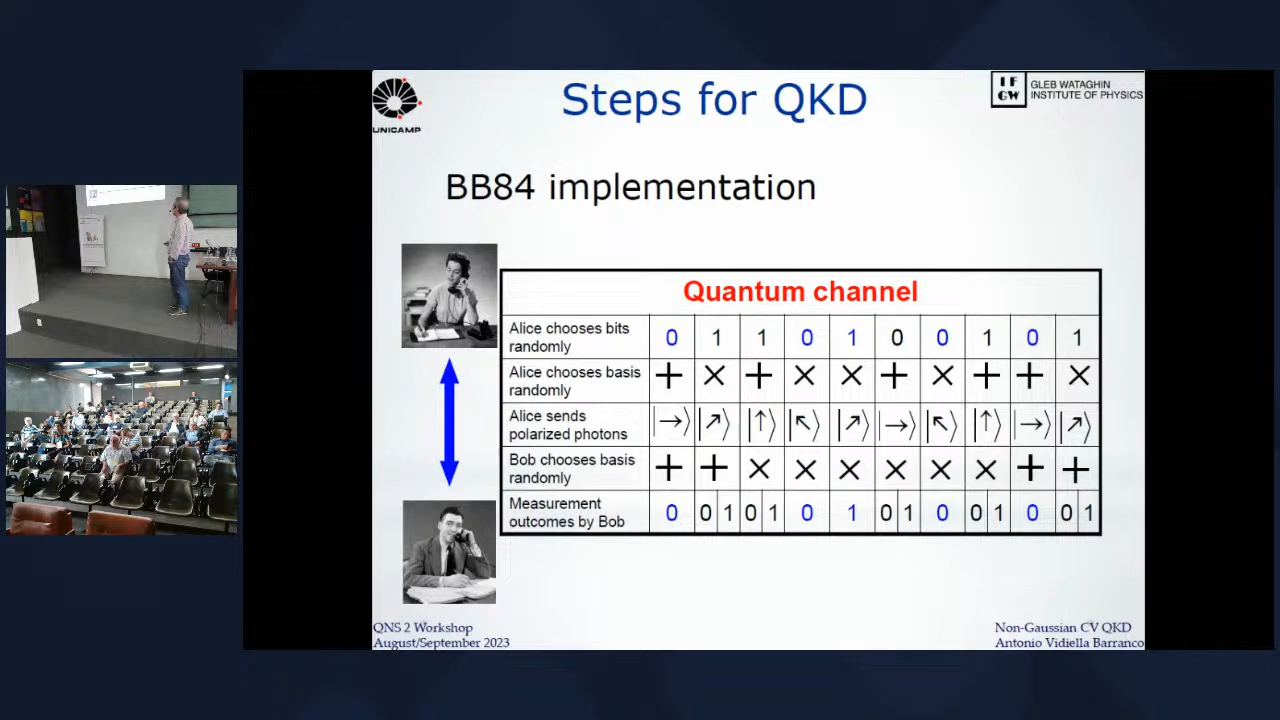 UNICAMP
Steps for QKD
I F
G W
GLEB WATAGHIN
INSTITUTE OF PHYSICS
BB84 implementation
Quantum channel
Alice chooses bits randomly 0 1 1 0 1 0 0 1 0 1
Alice chooses basis randomly + × + × × + × + + ×
Alice sends polarized photons |→⟩ |↗⟩ |↑⟩ |↖⟩ |↗⟩ |→⟩ |↖⟩ |↑⟩ |→⟩ |↗⟩
Bob chooses basis randomly + + × × × × × × + +
Measurement outcomes by Bob 0 0 1 0 1 0 1 0 1 0 0 1 0 0 1
QNS 2 Workshop
August/September 2023
Non-Gaussian CV QKD
Antonio Vidiella Barranco